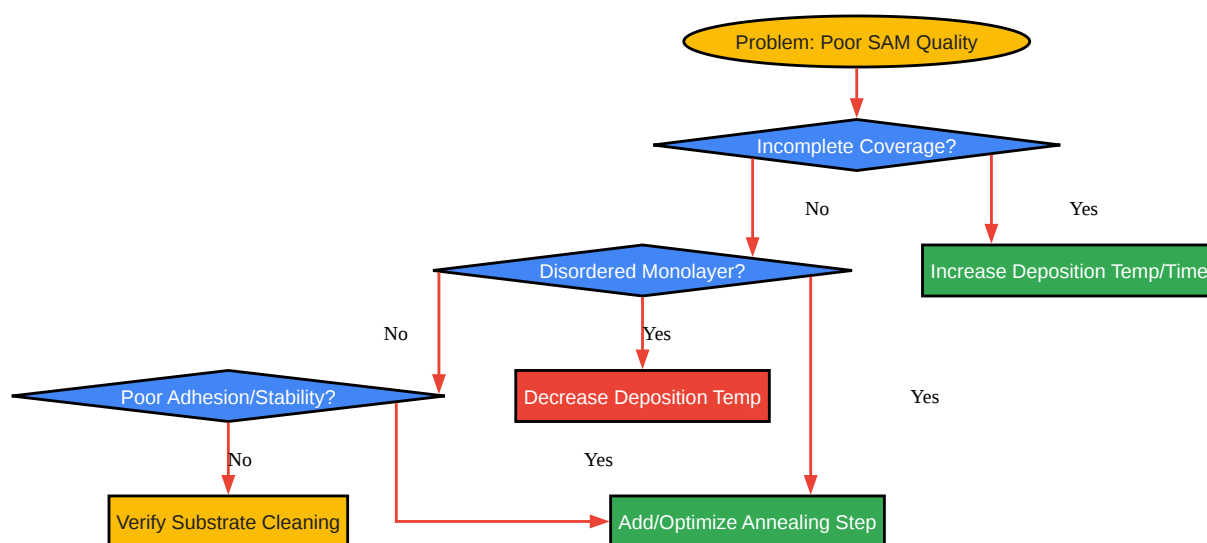 Problem: Poor SAM Quality
Incomplete Coverage?
No
Yes
Disordered Monolayer?
Increase Deposition Temp/Time
No
Yes
Poor Adhesion/Stability?
Decrease Deposition Temp
Yes
No
Yes
Verify Substrate Cleaning
Add/Optimize Annealing Step